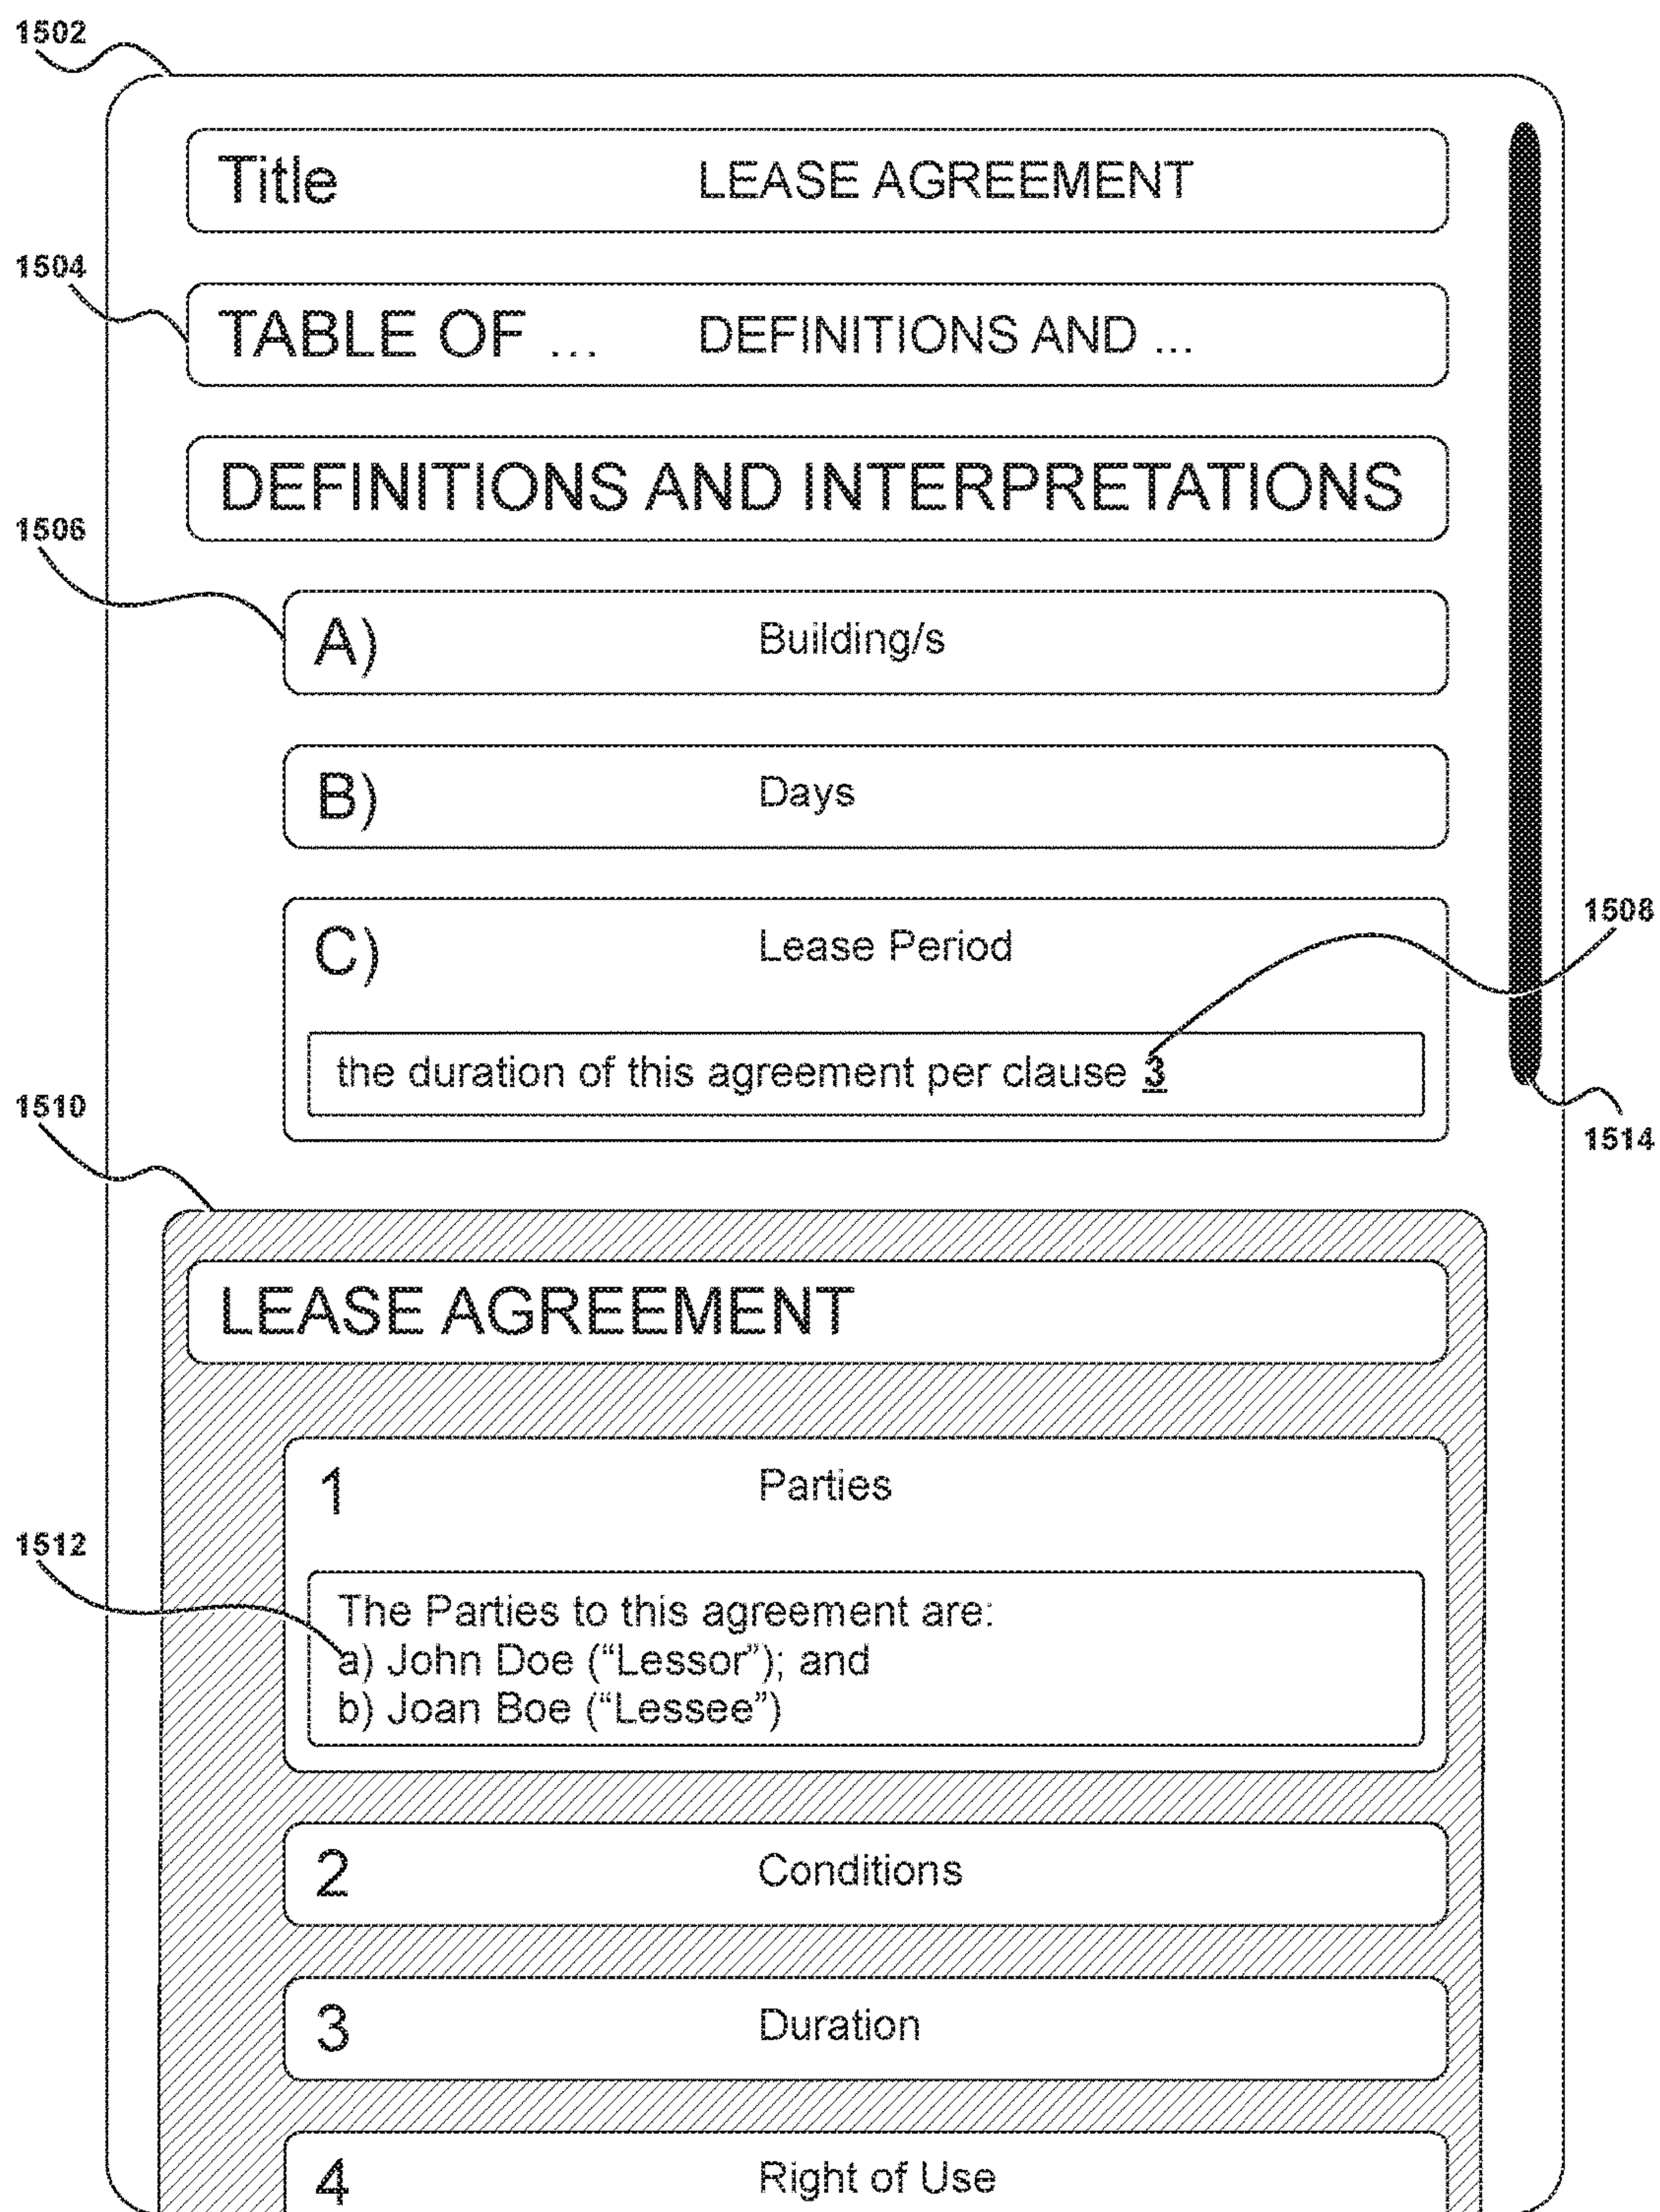 1502
Title LEASE AGREEMENT
1504
TABLE OF ... DEFINITIONS AND ...
DEFINITIONS AND INTERPRETATIONS
1506
A) Building/s
B) Days
1508
C) Lease Period
the duration of this agreement per clause 3
1510
1514
LEASE AGREEMENT
1 Parties
1512
The Parties to this agreement are:
a) John Doe (“Lessor”); and
b) Joan Boe (“Lessee”)
2 Conditions
3 Duration
4 Right of Use